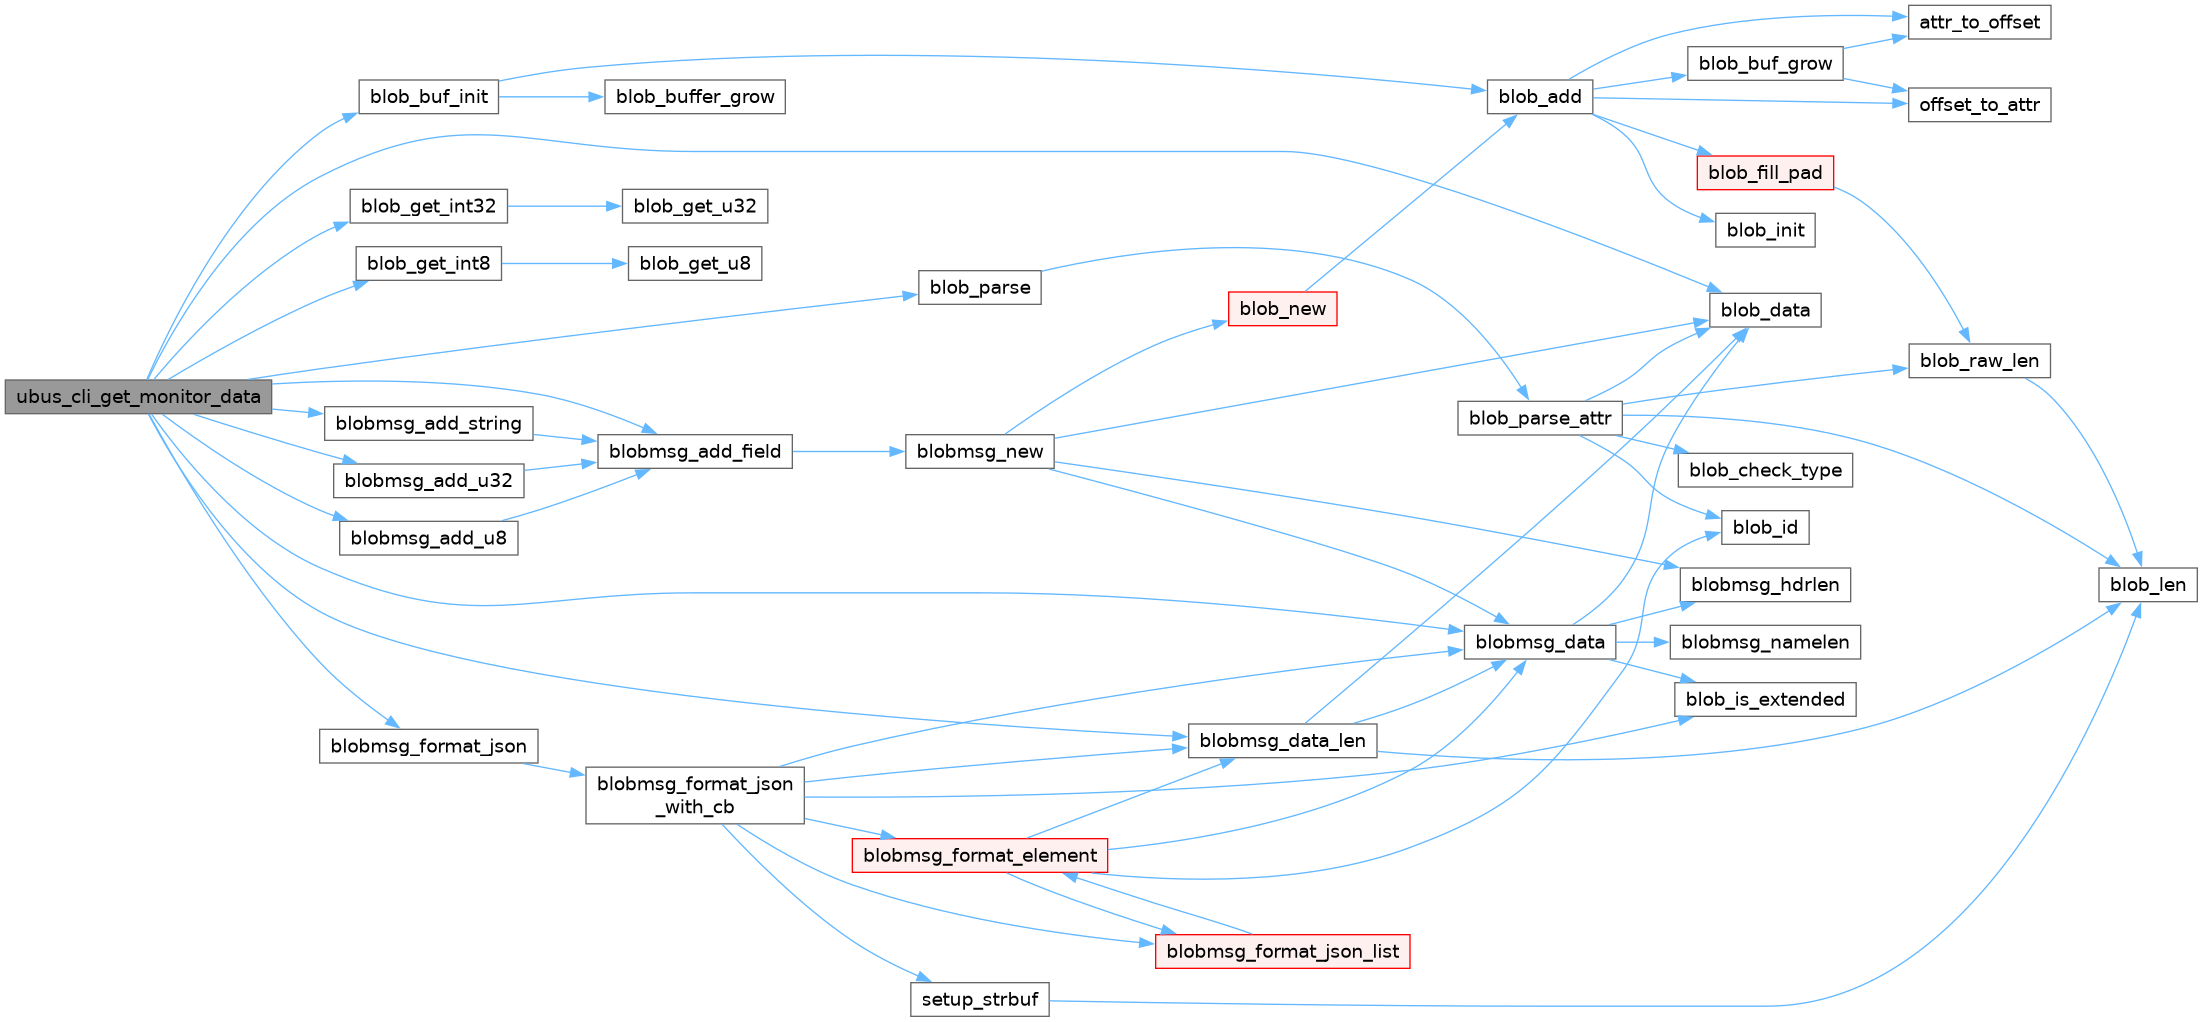 ubus_cli_get_monitor_data
blob_buf_init
blob_buffer_grow
blob_add
attr_to_offset
blob_buf_grow
offset_to_attr
blob_fill_pad
blob_init
blob_get_int32
blob_get_u32
blob_get_int8
blob_get_u8
blob_parse
blob_new
blob_data
blob_raw_len
blob_parse_attr
blobmsg_add_string
blobmsg_add_field
blobmsg_new
blobmsg_add_u32
blobmsg_add_u8
blob_check_type
blob_id
blobmsg_hdrlen
blob_len
blobmsg_data
blobmsg_namelen
blob_is_extended
blobmsg_format_json
blobmsg_data_len
blobmsg_format_json
_with_cb
blobmsg_format_element
blobmsg_format_json_list
setup_strbuf